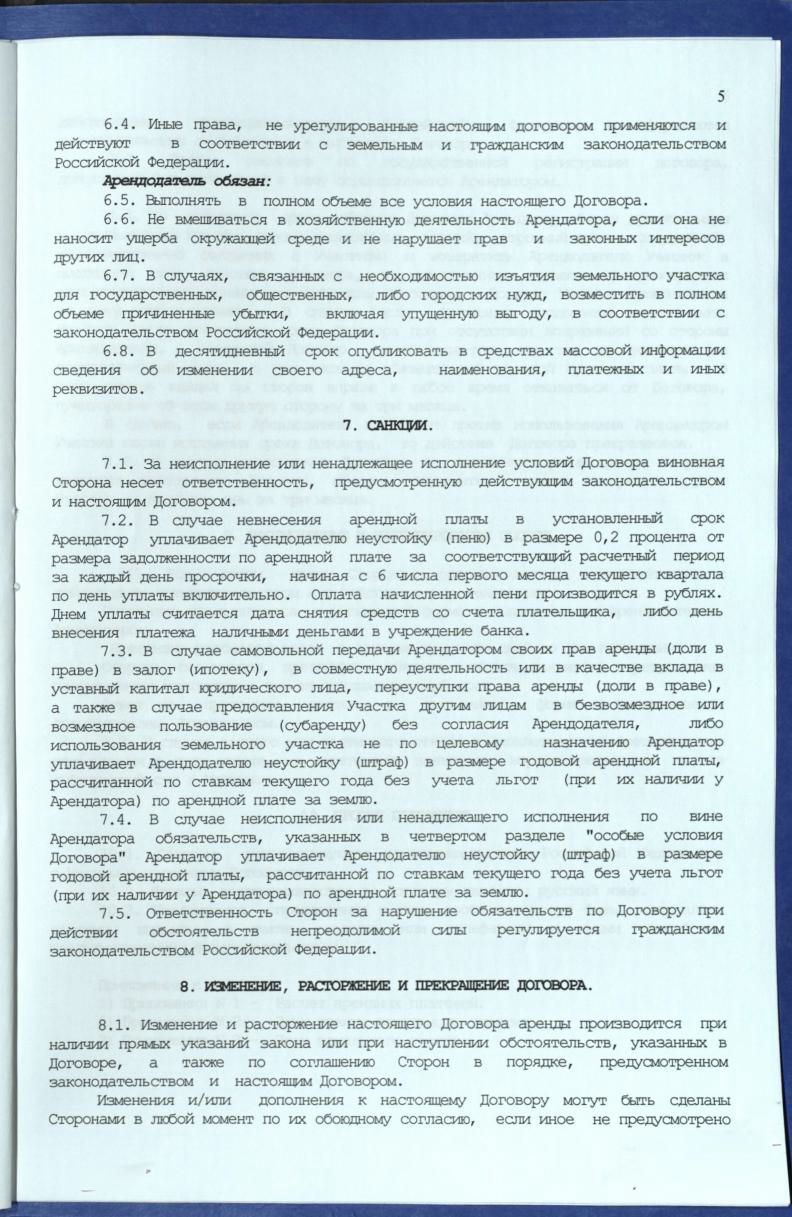 5
6.4. Иные права, не урегулированные настоящим договором применяются и
действуют в соответствии с земельным и гражданским законодательством
Российской Федерации.
Арендодатель обязан:
6.5. Выполнять в полном объеме все условия настоящего Договора.
6.6. Не вмешиваться в хозяйственную деятельность Арендатора, если она не
наносит ущерба окружающей среде и не нарушает прав и законных интересов
других лиц.
6.7. В случаях, связанных с необходимостью изъятия земельного участка
для государственных, общественных, либо городских нужд, возместить в полном
объеме причиненные убытки, включая упущенную выгоду, в соответствии с
законодательством Российской Федерации.
6.8. В десятидневный срок опубликовать в средствах массовой информации
сведения об изменении своего адреса, наименования, платежных и иных
реквизитов.
7. САНКЦИИ.
7.1. За неисполнение или ненадлежащее исполнение условий Договора виновная
Сторона несет ответственность, предусмотренную действующим законодательством
и настоящим Договором.
7.2. В случае невнесения арендной платы в установленный срок
Арендатор уплачивает Арендодателю неустойку (пеню) в размере 0,2 процента от
размера задолженности по арендной плате за соответствующий расчетный период
за каждый день просрочки, начиная с 6 числа первого месяца текущего квартала
по день уплаты включительно. Оплата начисленной пени производится в рублях.
Днем уплаты считается дата снятия средств со счета плательщика, либо день
внесения платежа наличными деньгами в учреждение банка.
7.3. В случае самовольной передачи Арендатором своих прав аренды (доли в
праве) в залог (ипотеку), в совместную деятельность или в качестве вклада в
уставный капитал юридического лица, переуступки права аренды (доли в праве),
а также в случае предоставления Участка другим лицам в безвозмездное или
возмездное пользование (субаренду) без согласия Арендодателя, либо
использования земельного участка не по целевому назначению Арендатор
уплачивает Арендодателю неустойку (штраф) в размере годовой арендной платы,
рассчитанной по ставкам текущего года без учета льгот (при их наличии у
Арендатора) по арендной плате за землю.
7.4. В случае неисполнения или ненадлежащего исполнения по вине
Арендатора обязательств, указанных в четвертом разделе "особые условия
Договора" Арендатор уплачивает Арендодателю неустойку (штраф) в размере
годовой арендной платы, рассчитанной по ставкам текущего года без учета льгот
(при их наличии у Арендатора) по арендной плате за землю.
7.5. Ответственность Сторон за нарушение обязательств по Договору при
действии обстоятельств непреодолимой силы регулируется гражданским
законодательством Российской Федерации.
8. ИЗМЕНЕНИЕ, РАСТОРЖЕНИЕ И ПРЕКРАЩЕНИЕ ДОГОВОРА.
8.1. Изменение и расторжение настоящего Договора аренды производится при
наличии прямых указаний закона или при наступлении обстоятельств, указанных в
Договоре, а также по соглашению Сторон в порядке, предусмотренном
законодательством и настоящим Договором.
Изменения и/или дополнения к настоящему Договору могут быть сделаны
Сторонами в любой момент по их обоюдному согласию, если иное не предусмотрено